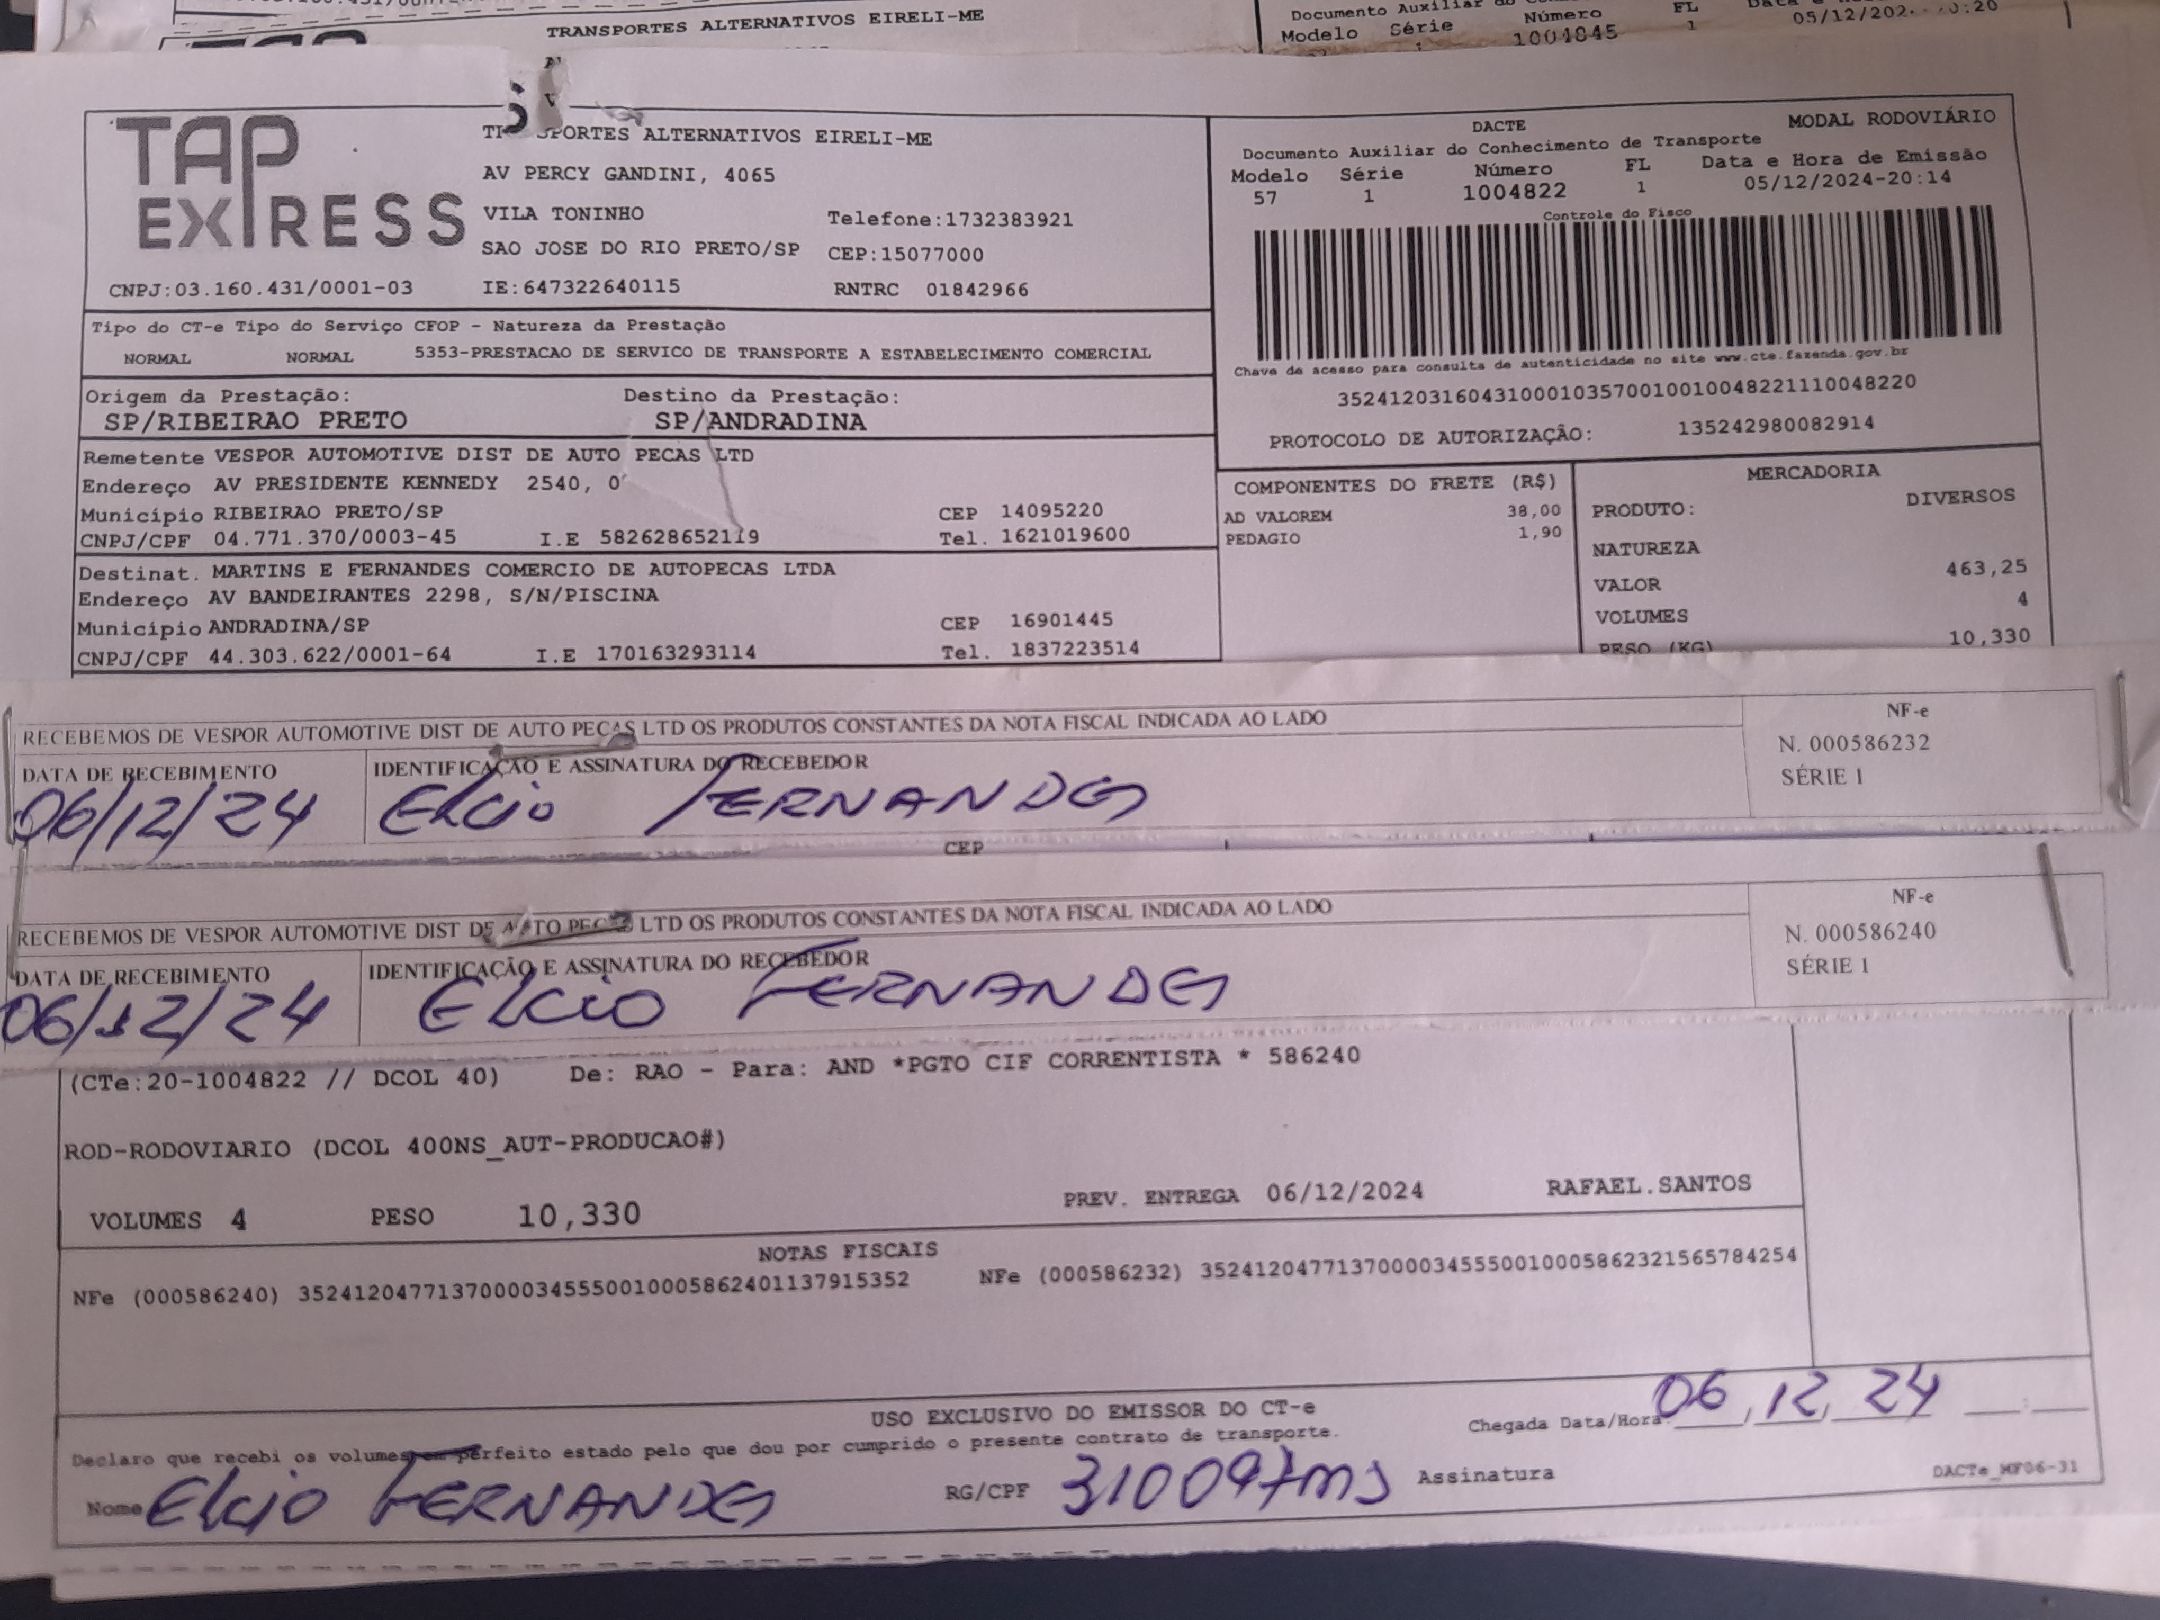 TRANSPORTES ALTERNATIVOS EIRELI-ME
Modelo Série Número FL
1004845 1 05/12/202
TAP EXPRESS
PORTES ALTERNATIVOS EIRELI-ME
AV PERCY GANDINI, 4065
VILA TONINHO Telefone:1732383921
SAO JOSE DO RIO PRETO/SP CEP:15077000
CNPJ:03.160.431/0001-03 IE:647322640115 RNTRC 01842966
DACTE MODAL RODOVIÁRIO
Documento Auxiliar do Conhecimento de Transporte
Modelo Série Número FL Data e Hora de Emissão
57 1 1004822 1 05/12/2024-20:14
Controle do Fisco
Chave de acesso para consulta de autenticidade no site www.cte.fazenda.gov.br
35241203160431000103570010010048221110048220
PROTOCOLO DE AUTORIZAÇÃO: 135242980082914
Tipo do CT-e Tipo do Serviço CFOP - Natureza da Prestação
NORMAL NORMAL 5353-PRESTACAO DE SERVICO DE TRANSPORTE A ESTABELECIMENTO COMERCIAL
Origem da Prestação: Destino da Prestação:
SP/RIBEIRAO PRETO SP/ANDRADINA
Remetente VESPOR AUTOMOTIVE DIST DE AUTO PECAS LTD
Endereço AV PRESIDENTE KENNEDY 2540, 0
Município RIBEIRAO PRETO/SP CEP 14095220
CNPJ/CPF 04.771.370/0003-45 I.E 582628652119 Tel. 1621019600
Destinat. MARTINS E FERNANDES COMERCIO DE AUTOPECAS LTDA
Endereço AV BANDEIRANTES 2298, S/N/PISCINA
Município ANDRADINA/SP CEP 16901445
CNPJ/CPF 44.303.622/0001-64 I.E 170163293114 Tel. 1837223514
COMPONENTES DO FRETE (R$)
AD VALOREM 38,00
PEDAGIO 1,90
MERCADORIA
PRODUTO: DIVERSOS
NATUREZA
VALOR 463,25
VOLUMES 4
PESO (KG) 10,330
RECEBEMOS DE VESPOR AUTOMOTIVE DIST DE AUTO PEÇAS LTD OS PRODUTOS CONSTANTES DA NOTA FISCAL INDICADA AO LADO
DATA DE RECEBIMENTO IDENTIFICAÇÃO E ASSINATURA DO RECEBEDOR
06/12/24 Elcio FERNANDES
NF-e
N. 000586232
SÉRIE 1
CEP
RECEBEMOS DE VESPOR AUTOMOTIVE DIST DE AUTO PEÇAS LTD OS PRODUTOS CONSTANTES DA NOTA FISCAL INDICADA AO LADO
DATA DE RECEBIMENTO IDENTIFICAÇÃO E ASSINATURA DO RECEBEDOR
06/12/24 Elcio FERNANDES
NF-e
N. 000586240
SÉRIE 1
(CTe:20-1004822 // DCOL 40) De: RAO - Para: AND *PGTO CIF CORRENTISTA * 586240
ROD-RODOVIARIO (DCOL 400NS_AUT-PRODUCAO#)
VOLUMES 4 PESO 10,330 PREV. ENTREGA 06/12/2024 RAFAEL.SANTOS
NOTAS FISCAIS
NFe (000586240) 35241204771370000345550010005862401137915352 NFe (000586232) 35241204771370000345550010005862321565784254
USO EXCLUSIVO DO EMISSOR DO CT-e
Declaro que recebi os volumes em perfeito estado pelo que dou por cumprido o presente contrato de transporte.
Chegada Data/Hora: 06/12/24
Nome Elcio FERNANDES RG/CPF 310097ms Assinatura
DACTe_MF06-31